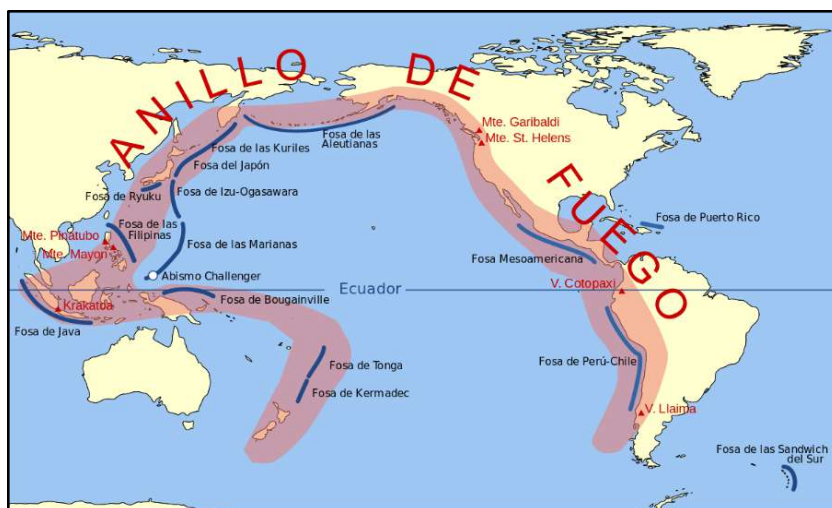 ANILLO DE FUEGO
Mte. Garibaldi
Mte. St. Helens
Fosa de las
Aleutianas
Fosa de las Kuriles
Fosa del Japón
Fosa de Ryuku
Fosa de Izu-Ogasawara
Fosa de Puerto Rico
Fosa de las
Filipinas
Mte. Pinatubo
Mte. Mayon
Fosa de las Marianas
Fosa Mesoamericana
Abismo Challenger
V. Cotopaxi
Ecuador
Fosa de Bougainville
Krakatoa
Fosa de Java
Fosa de Tonga
Fosa de Perú-Chile
Fosa de Kermadec
V. Llaima
Fosa de las Sandwich
del Sur